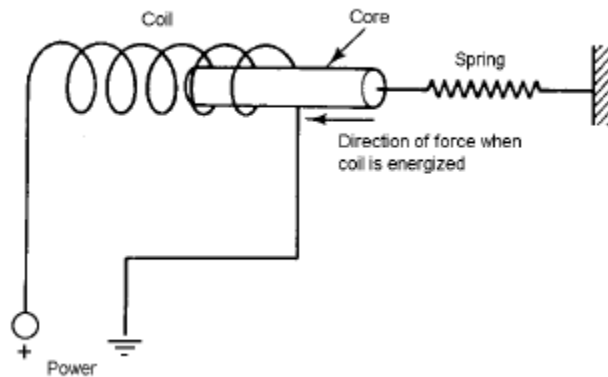 Coil
Core
Spring
Direction of force when
coil is energized
+
Power